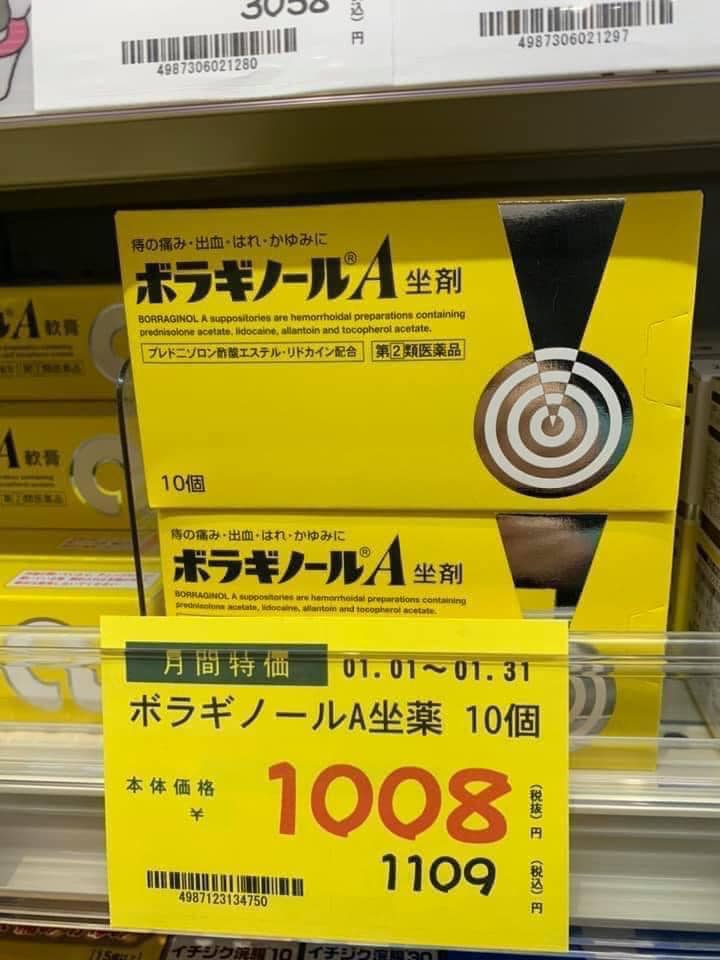 3058
円
4987306021280
4987306021297
痔の痛み・出血・はれ・かゆみに
ボラギノール®A坐剤
BORRAGINOL A suppositories are hemorrhoidal preparations containing
prednisolone acetate, lidocaine, allantoin and tocopherol acetate.
プレドニゾロン酢酸エステル・リドカイン配合 第②類医薬品
10個
A軟膏
A軟膏
痔の痛み・出血・はれ・かゆみに
ボラギノール®A坐剤
BORRAGINOL A suppositories are hemorrhoidal preparations containing
prednisolone acetate, lidocaine, allantoin and tocopherol acetate.
月間特価 01.01～01.31
ボラギノールA坐薬 10個
本体価格
¥ 1008 (税抜)円
1109 (税込)円
4987123134750
イチジク浣腸10 イチジク浣腸30